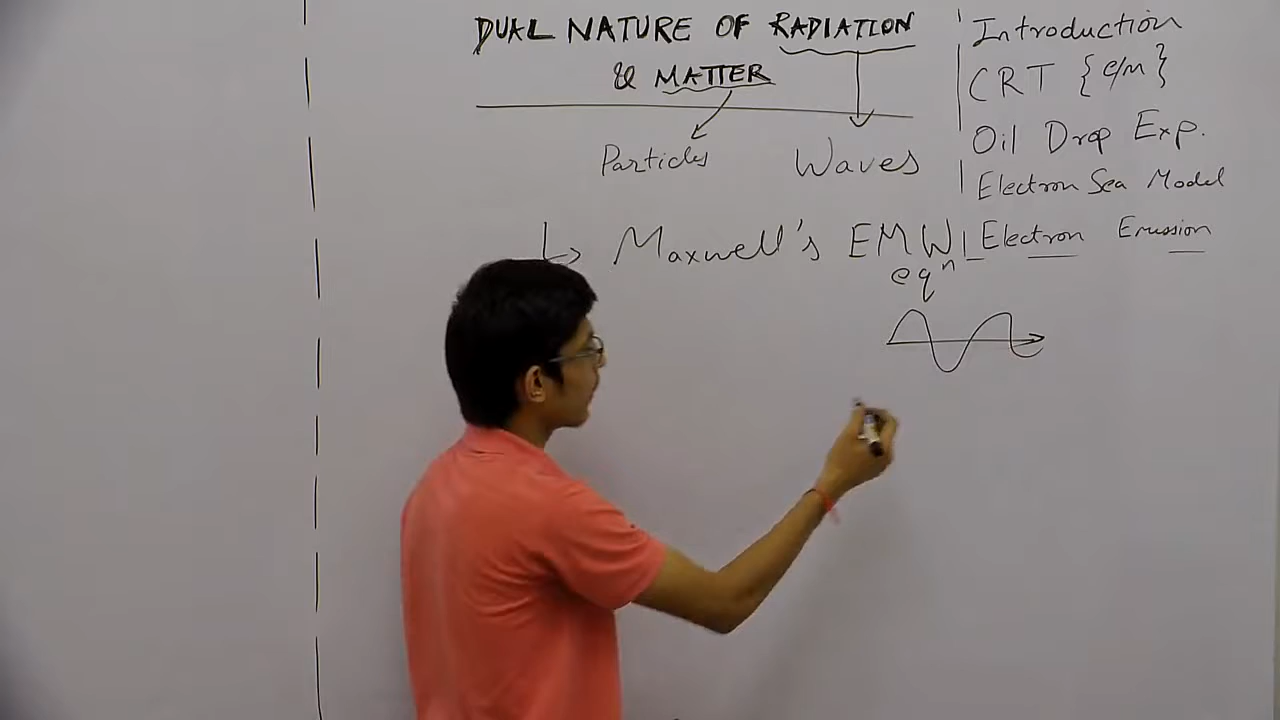 DUAL NATURE OF RADIATION
& MATTER
Particles Waves
Maxwell's EMW
eqⁿ
Introduction
CRT {e/m}
Oil Drop Exp.
Electron Sea Model
Electron Emission